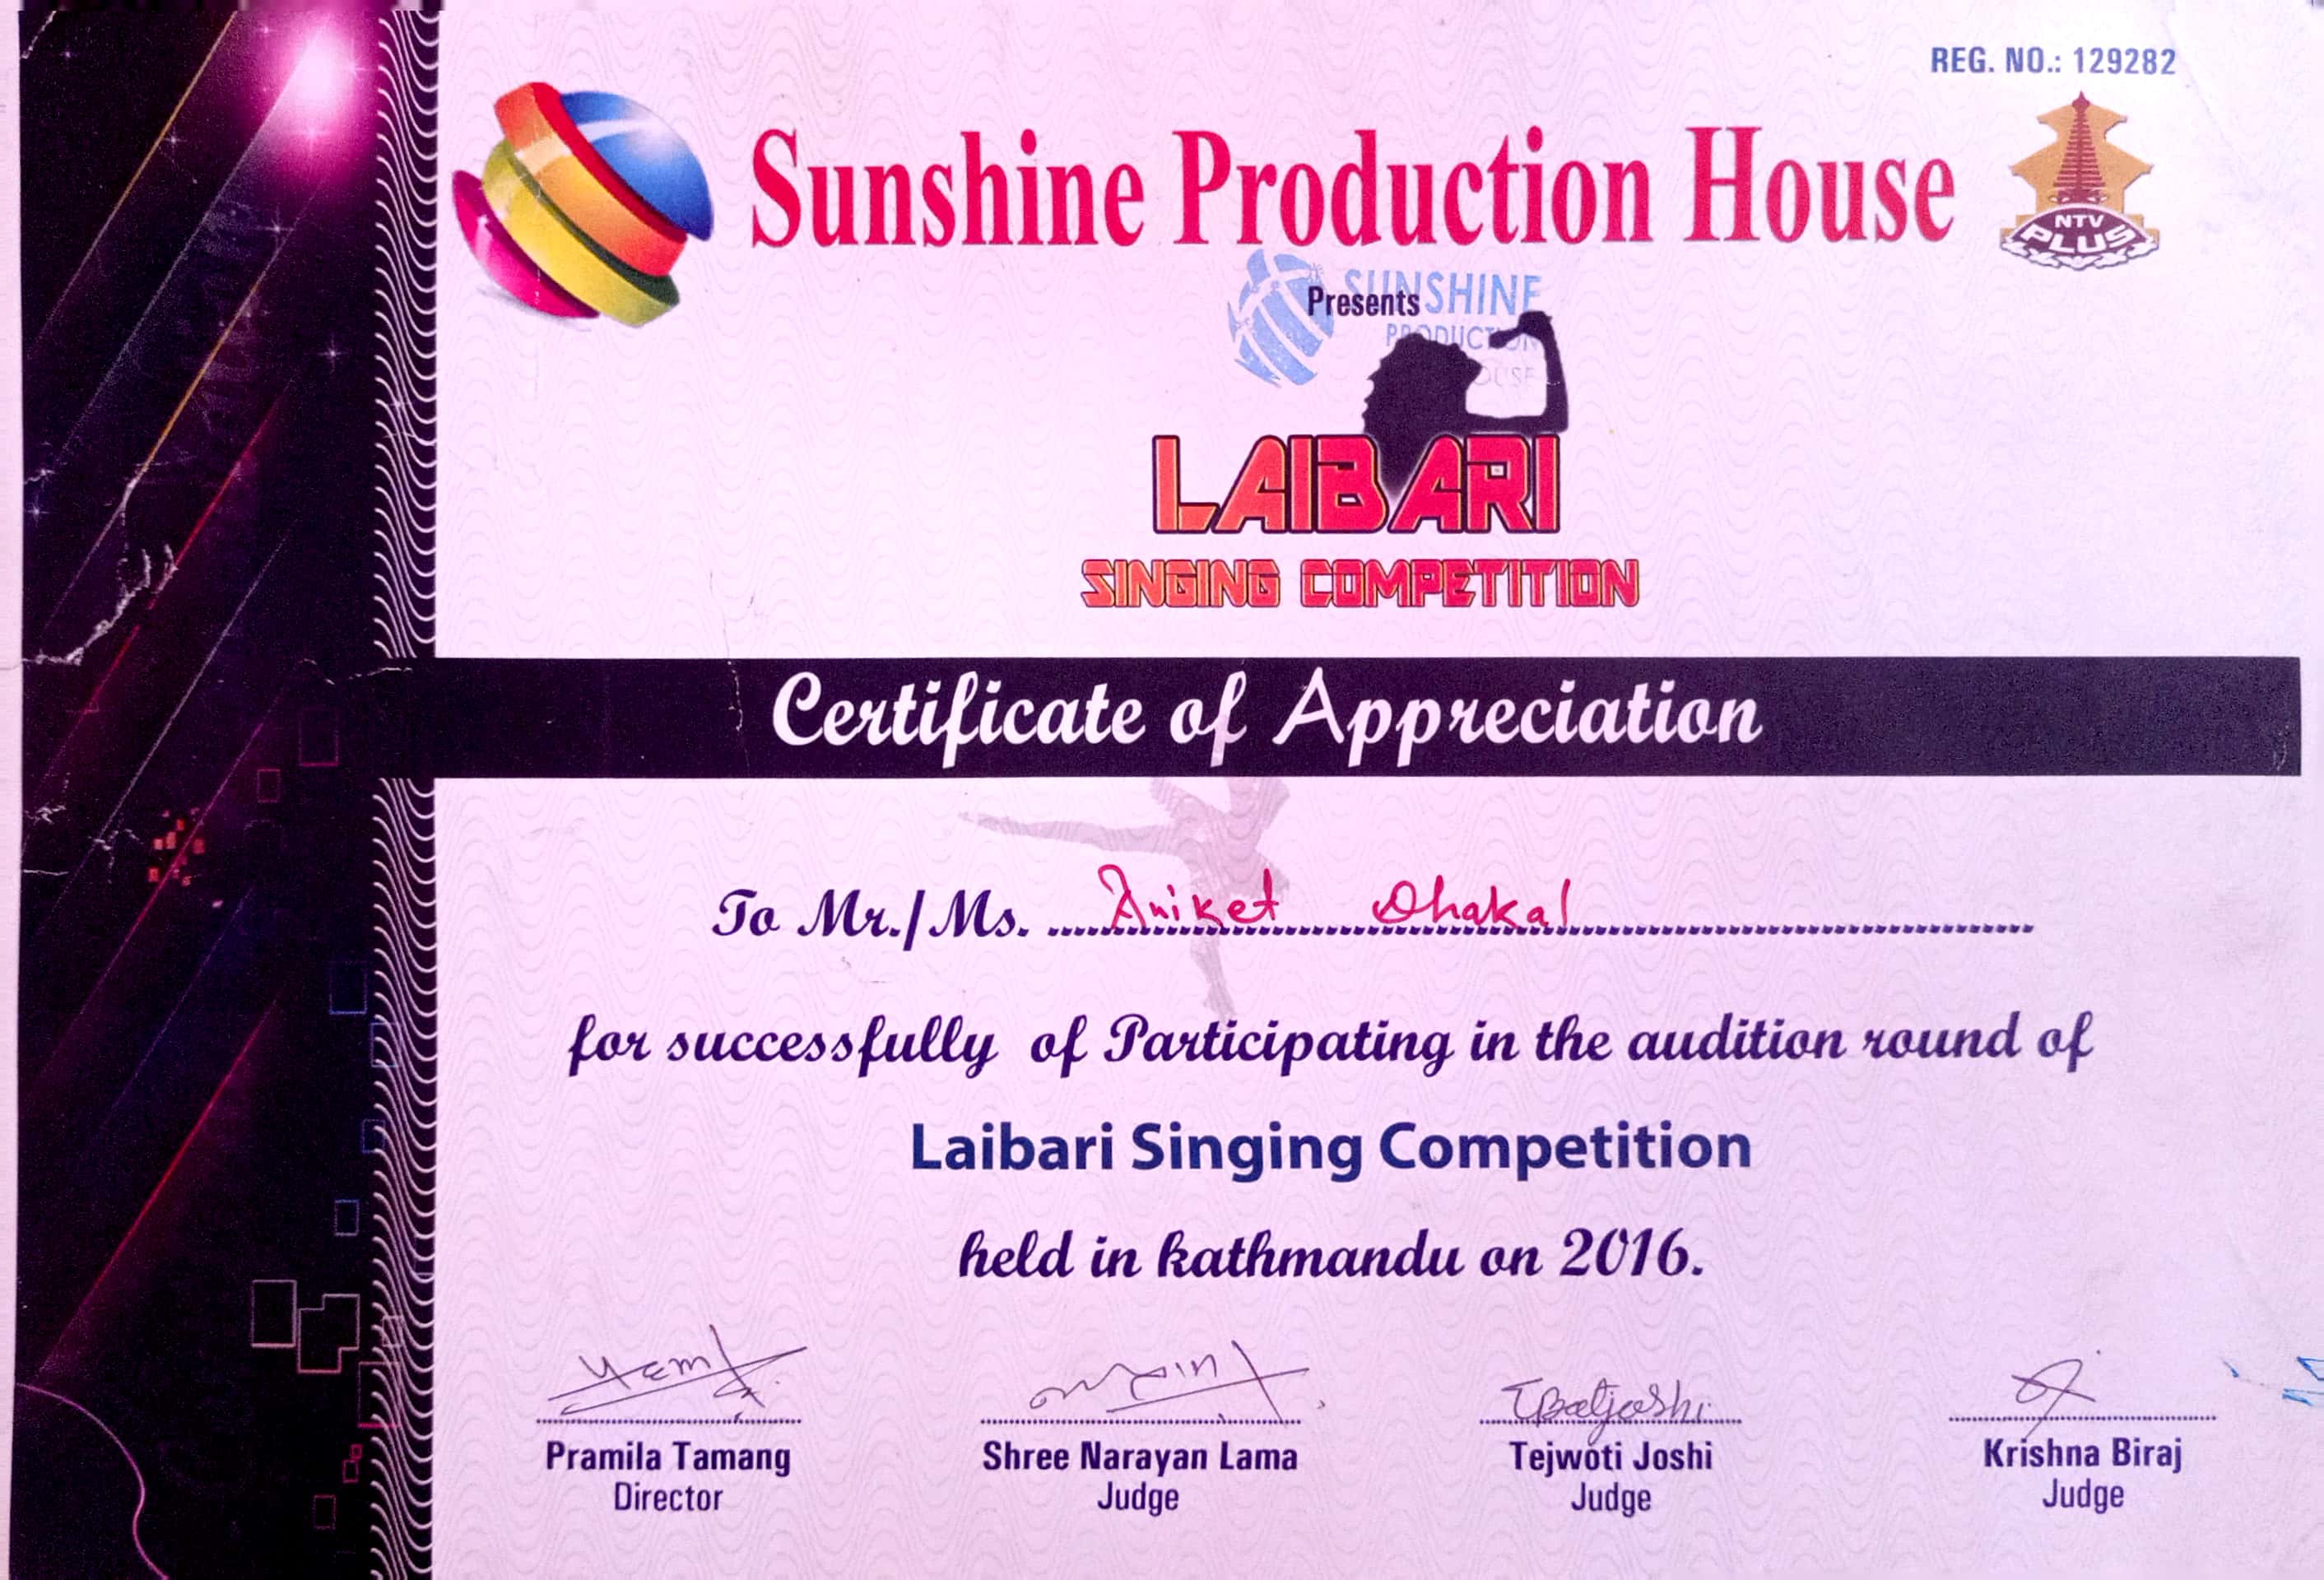 REG. NO.: 129282
Sunshine Production House
NTV
PLUS
Presents
SUNSHINE
PRODUCTION
HOUSE
LAIBARI
SINGING COMPETITION
Certificate of Appreciation
To Mr./Ms. Aniket Dhakal
for successfully of Participating in the audition round of
Laibari Singing Competition
held in kathmandu on 2016.
Pramila Tamang
Director
Shree Narayan Lama
Judge
Tejwoti Joshi
Judge
Krishna Biraj
Judge